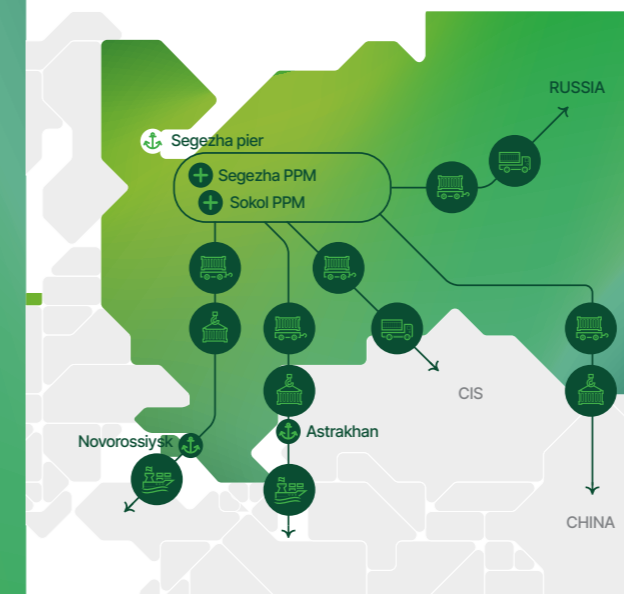 RUSSIA
Segezha pier
Segezha PPM
Sokol PPM
CIS
Novorossiysk
Astrakhan
CHINA